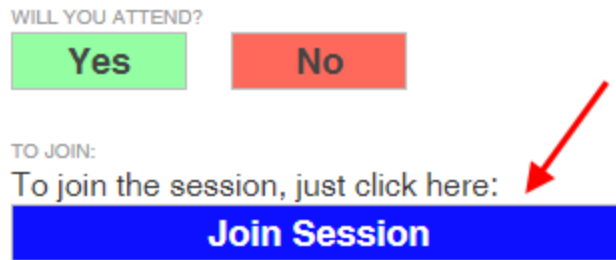 WILL YOU ATTEND?
Yes No
TO JOIN:
To join the session, just click here:
Join Session